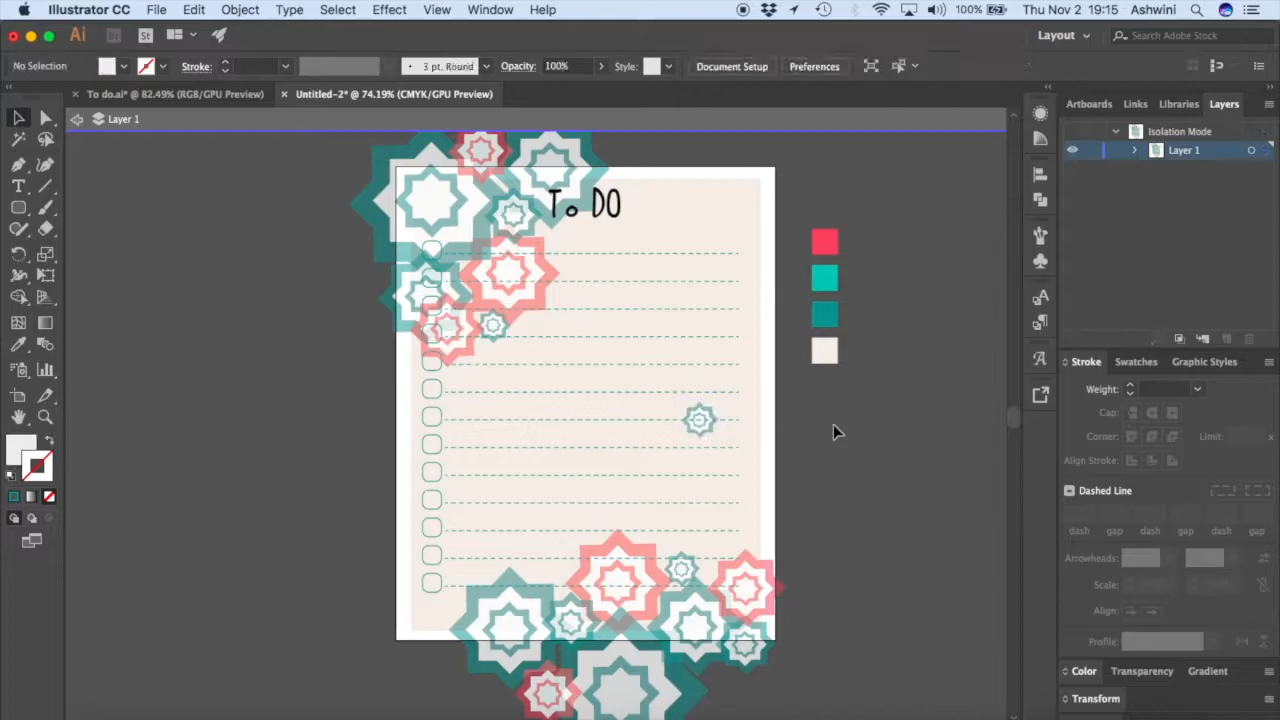 Illustrator CC File Edit Object Type Select Effect View Window Help 100% Thu Nov 2 19:15 Ashwini
Ai Br St Layout Search Adobe Stock
No Selection Stroke: 3 pt. Round Opacity: 100% Style: Document Setup Preferences
× To do.ai* @ 82.49% (RGB/GPU Preview) × Untitled-2* @ 74.19% (CMYK/GPU Preview)
Layer 1
Artboards Links Libraries Layers
Isolation Mode
Layer 1
To DO
Stroke Swatches Graphic Styles
Weight:
Cap:
Corner: Limit: x
Align Stroke:
Dashed Line
dash gap dash gap dash gap
Arrowheads:
Scale:
Align:
Profile:
Color Transparency Gradient
Transform